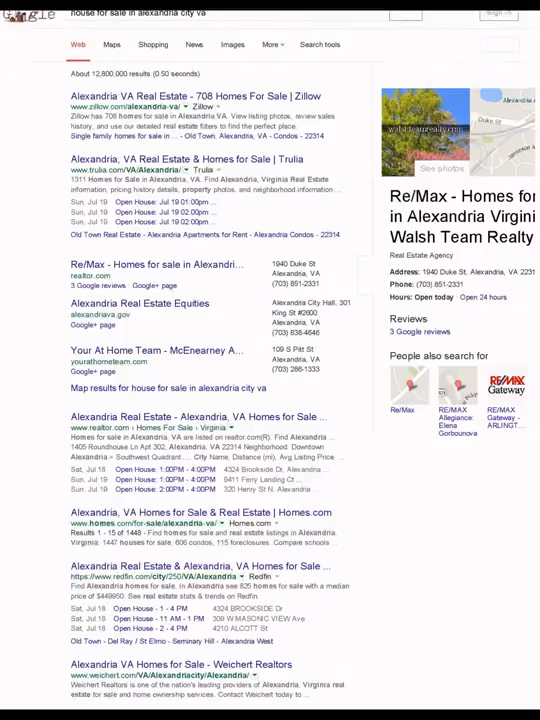 Google
house for sale in alexandria city va
Sign in
Web Maps Shopping News Images More Search tools
About 12,800,000 results (0.50 seconds)
Alexandria VA Real Estate - 708 Homes For Sale | Zillow
www.zillow.com/alexandria-va/ Zillow
Zillow has 708 homes for sale in Alexandria VA. View listing photos, review sales
history, and use our detailed real estate filters to find the perfect place.
Single family homes for sale in ... - Old Town, Alexandria, VA - Condos - 22314
Alexandria, VA Real Estate & Homes for Sale | Trulia
www.trulia.com/VA/Alexandria/ Trulia
1311 Homes for Sale in Alexandria, VA. Find Alexandria, Virginia Real Estate
information, pricing history details, property photos, and neighborhood information ...
Sun, Jul 19 Open House: Jul 19 01:00pm ...
Sun, Jul 19 Open House: Jul 19 02:00pm ...
Sun, Jul 19 Open House: Jul 19 02:00pm ...
Old Town Real Estate - Alexandria Apartments for Rent - Alexandria Condos - 22314
Re/Max - Homes for sale in Alexandri...
realtor.com
3 Google reviews · Google+ page
1940 Duke St
Alexandria, VA
(703) 851-2331
Alexandria Real Estate Equities
alexandriava.gov
Google+ page
Alexandria City Hall, 301
King St #2600
Alexandria, VA
(703) 838-4646
Your At Home Team - McEnearney A...
yourathometeam.com
Google+ page
109 S Pitt St
Alexandria, VA
(703) 286-1333
Map results for house for sale in alexandria city va
Alexandria Real Estate - Alexandria, VA Homes for Sale ...
www.realtor.com › Homes For Sale › Virginia
Homes for sale in Alexandria, VA are listed on realtor.com(R). Find Alexandria ...
1405 Roundhouse Ln Apt 302, Alexandria. VA 22314 Neighborhood. Downtown
Alexandria > Southwest Quadrant .... City Name, Distance (mi), Avg Listing Price ...
Sat, Jul 18 Open House: 1:00PM - 4:00PM 4324 Brookside Dr, Alexandria ...
Sun, Jul 19 Open House: 1:00PM - 4:00PM 9411 Ferry Landing Ct ...
Sun, Jul 19 Open House: 2:00PM - 4:00PM 320 Henry St N. Alexandria ...
Alexandria, VA Homes for Sale & Real Estate | Homes.com
www.homes.com/for-sale/alexandria-va/ Homes.com
Results 1 - 15 of 1448 - Find homes for sale and real estate listings in Alexandria.
Virginia: 1447 houses for sale, 606 condos, 115 foreclosures. Compare schools ...
Alexandria Real Estate & Alexandria, VA Homes for Sale ...
https://www.redfin.com/city/250/VA/Alexandria Redfin
Find Alexandria homes for sale. In Alexandria see 825 homes for sale with a median
price of $449950. See real estate stats & trends on Redfin.
Sat, Jul 18 Open House - 1 - 4 PM 4324 BROOKSIDE Dr
Sat, Jul 18 Open House - 11 AM - 1 PM 309 W MASONIC VIEW Ave
Sat, Jul 18 Open House - 2 - 4 PM 4210 ALCOTT St
Old Town - Del Ray / St Elmo - Seminary Hill - Alexandria West
Alexandria VA Homes for Sale - Weichert Realtors
www.weichert.com/VA/Alexandriacity/Alexandria/
Weichert Realtors is one of the nation's leading providers of Alexandria, Virginia real
estate for sale and home ownership services. Contact Weichert today to ...
walshteamrealty.com
See photos
Alexandria
Duke St
Jamieson A
Re/Max - Homes for
in Alexandria Virgini
Walsh Team Realty
Real Estate Agency
Address: 1940 Duke St, Alexandria, VA 2231
Phone: (703) 851-2331
Hours: Open today · Open 24 hours
Reviews
3 Google reviews
People also search for
RE/MAX
Gateway
Re/Max
RE/MAX
Allegiance:
Elena
Gorbounova
RE/MAX
Gateway -
ARLINGT...